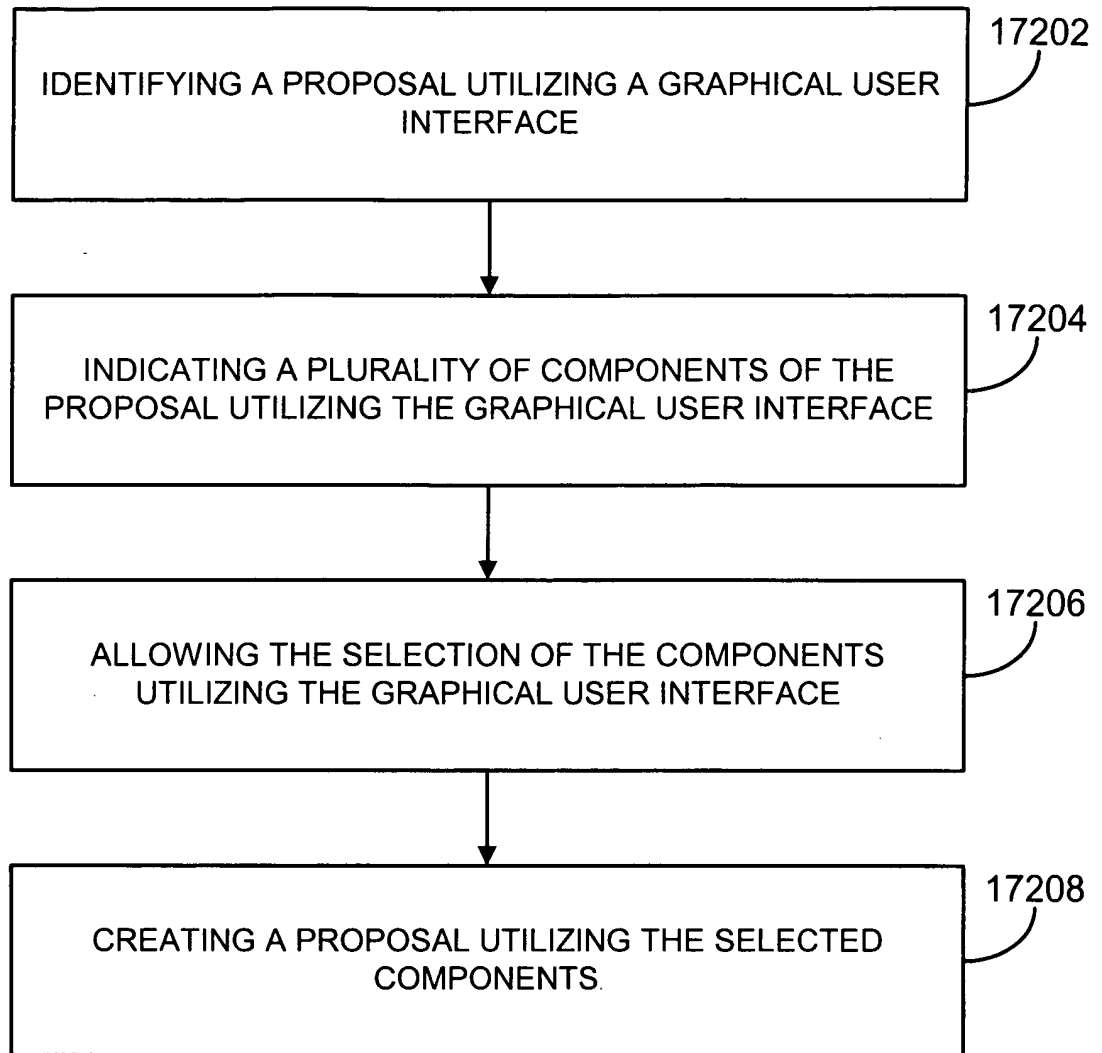 17202
IDENTIFYING A PROPOSAL UTILIZING A GRAPHICAL USER
INTERFACE
17204
INDICATING A PLURALITY OF COMPONENTS OF THE
PROPOSAL UTILIZING THE GRAPHICAL USER INTERFACE
17206
ALLOWING THE SELECTION OF THE COMPONENTS
UTILIZING THE GRAPHICAL USER INTERFACE
17208
CREATING A PROPOSAL UTILIZING THE SELECTED
COMPONENTS